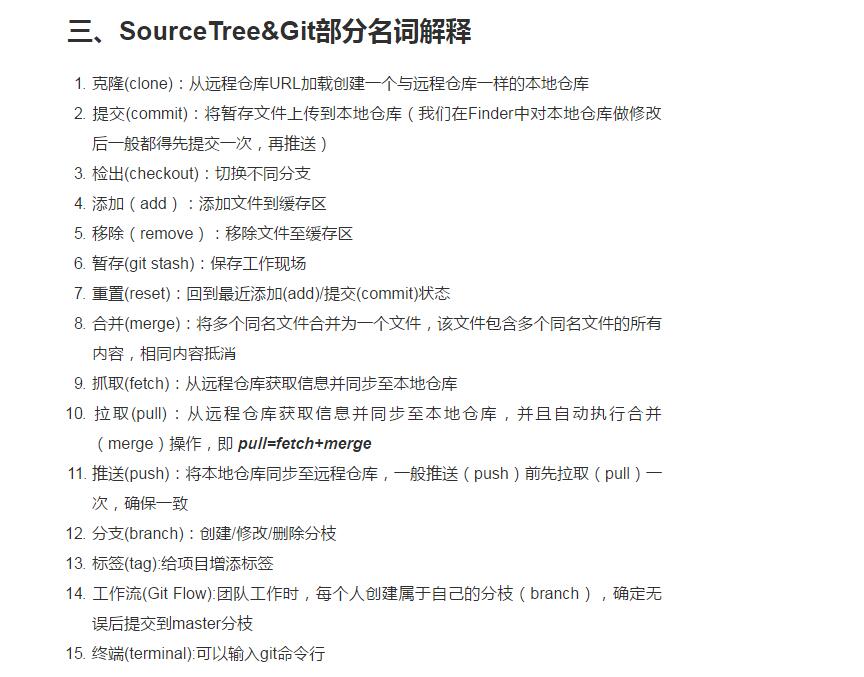 三、SourceTree&Git部分名词解释
1. 克隆(clone)：从远程仓库URL加载创建一个与远程仓库一样的本地仓库
2. 提交(commit)：将暂存文件上传到本地仓库（我们在Finder中对本地仓库做修改
后一般都得先提交一次，再推送）
3. 检出(checkout)：切换不同分支
4. 添加（add）：添加文件到缓存区
5. 移除（remove）：移除文件至缓存区
6. 暂存(git stash)：保存工作现场
7. 重置(reset)：回到最近添加(add)/提交(commit)状态
8. 合并(merge)：将多个同名文件合并为一个文件，该文件包含多个同名文件的所有
内容，相同内容抵消
9. 抓取(fetch)：从远程仓库获取信息并同步至本地仓库
10. 拉取(pull)：从远程仓库获取信息并同步至本地仓库，并且自动执行合并
（merge）操作，即 pull=fetch+merge
11. 推送(push)：将本地仓库同步至远程仓库，一般推送（push）前先拉取（pull）一
次，确保一致
12. 分支(branch)：创建/修改/删除分枝
13. 标签(tag):给项目增添标签
14. 工作流(Git Flow):团队工作时，每个人创建属于自己的分枝（branch），确定无
误后提交到master分枝
15. 终端(terminal):可以输入git命令行